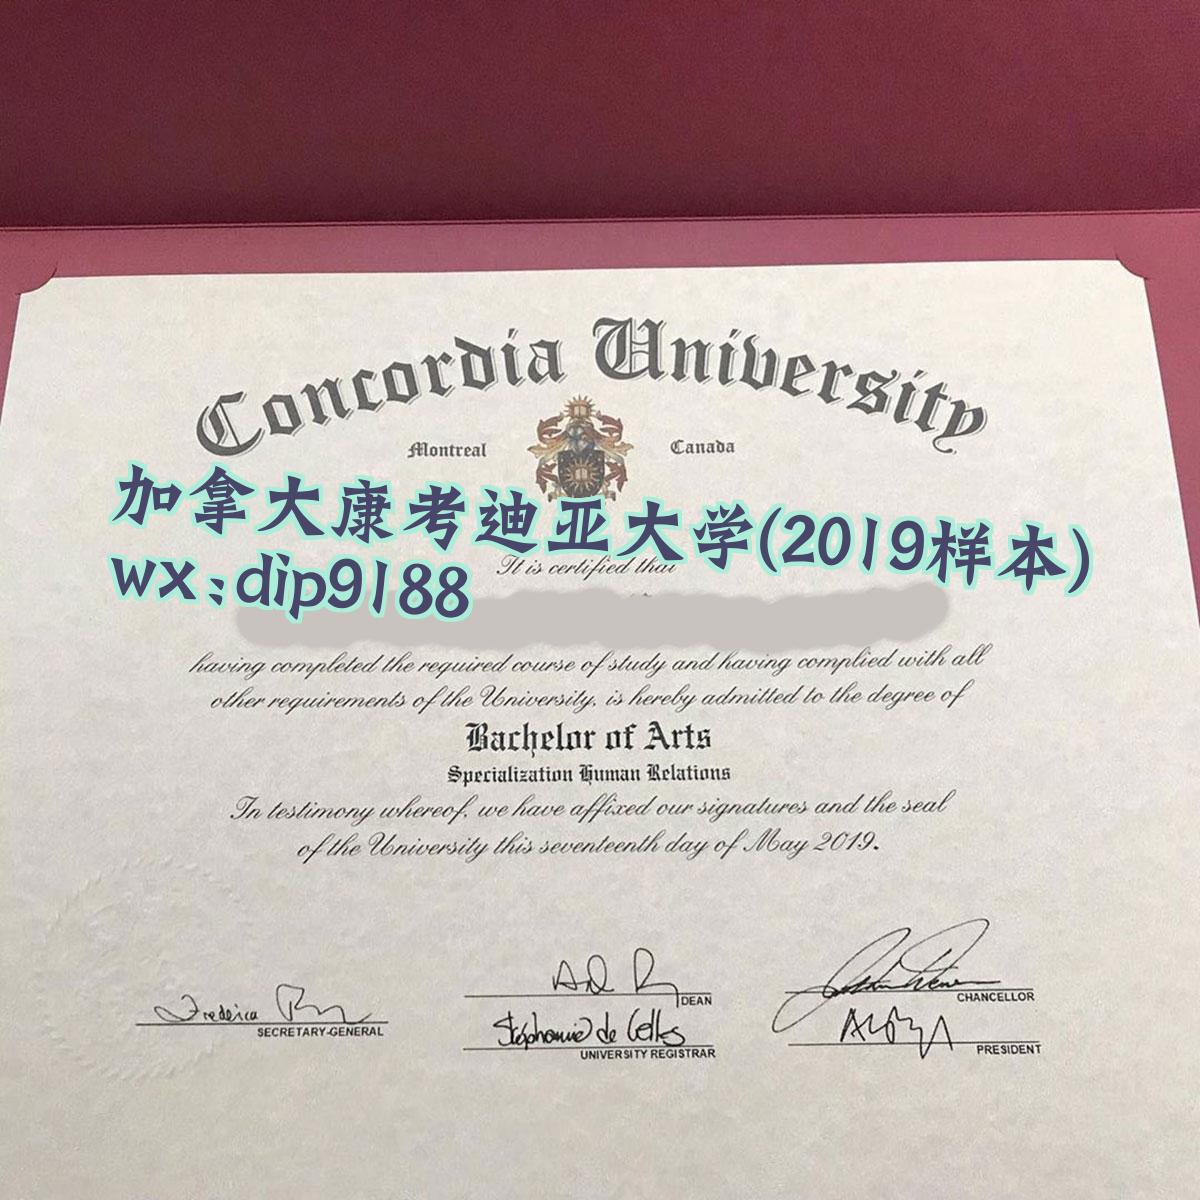 Concordia University
Montreal Canada
加拿大康考迪亚大学(2019样本)
wx:dip9188
It is certified that
having completed the required course of study and having complied with all
other requirements of the University, is hereby admitted to the degree of
Bachelor of Arts
Specialization Human Relations
In testimony whereof, we have affixed our signatures and the seal
of the University this seventeenth day of May 2019.
DEAN
CHANCELLOR
Frederica
SECRETARY-GENERAL
Stéphanie de Celles
UNIVERSITY REGISTRAR
PRESIDENT